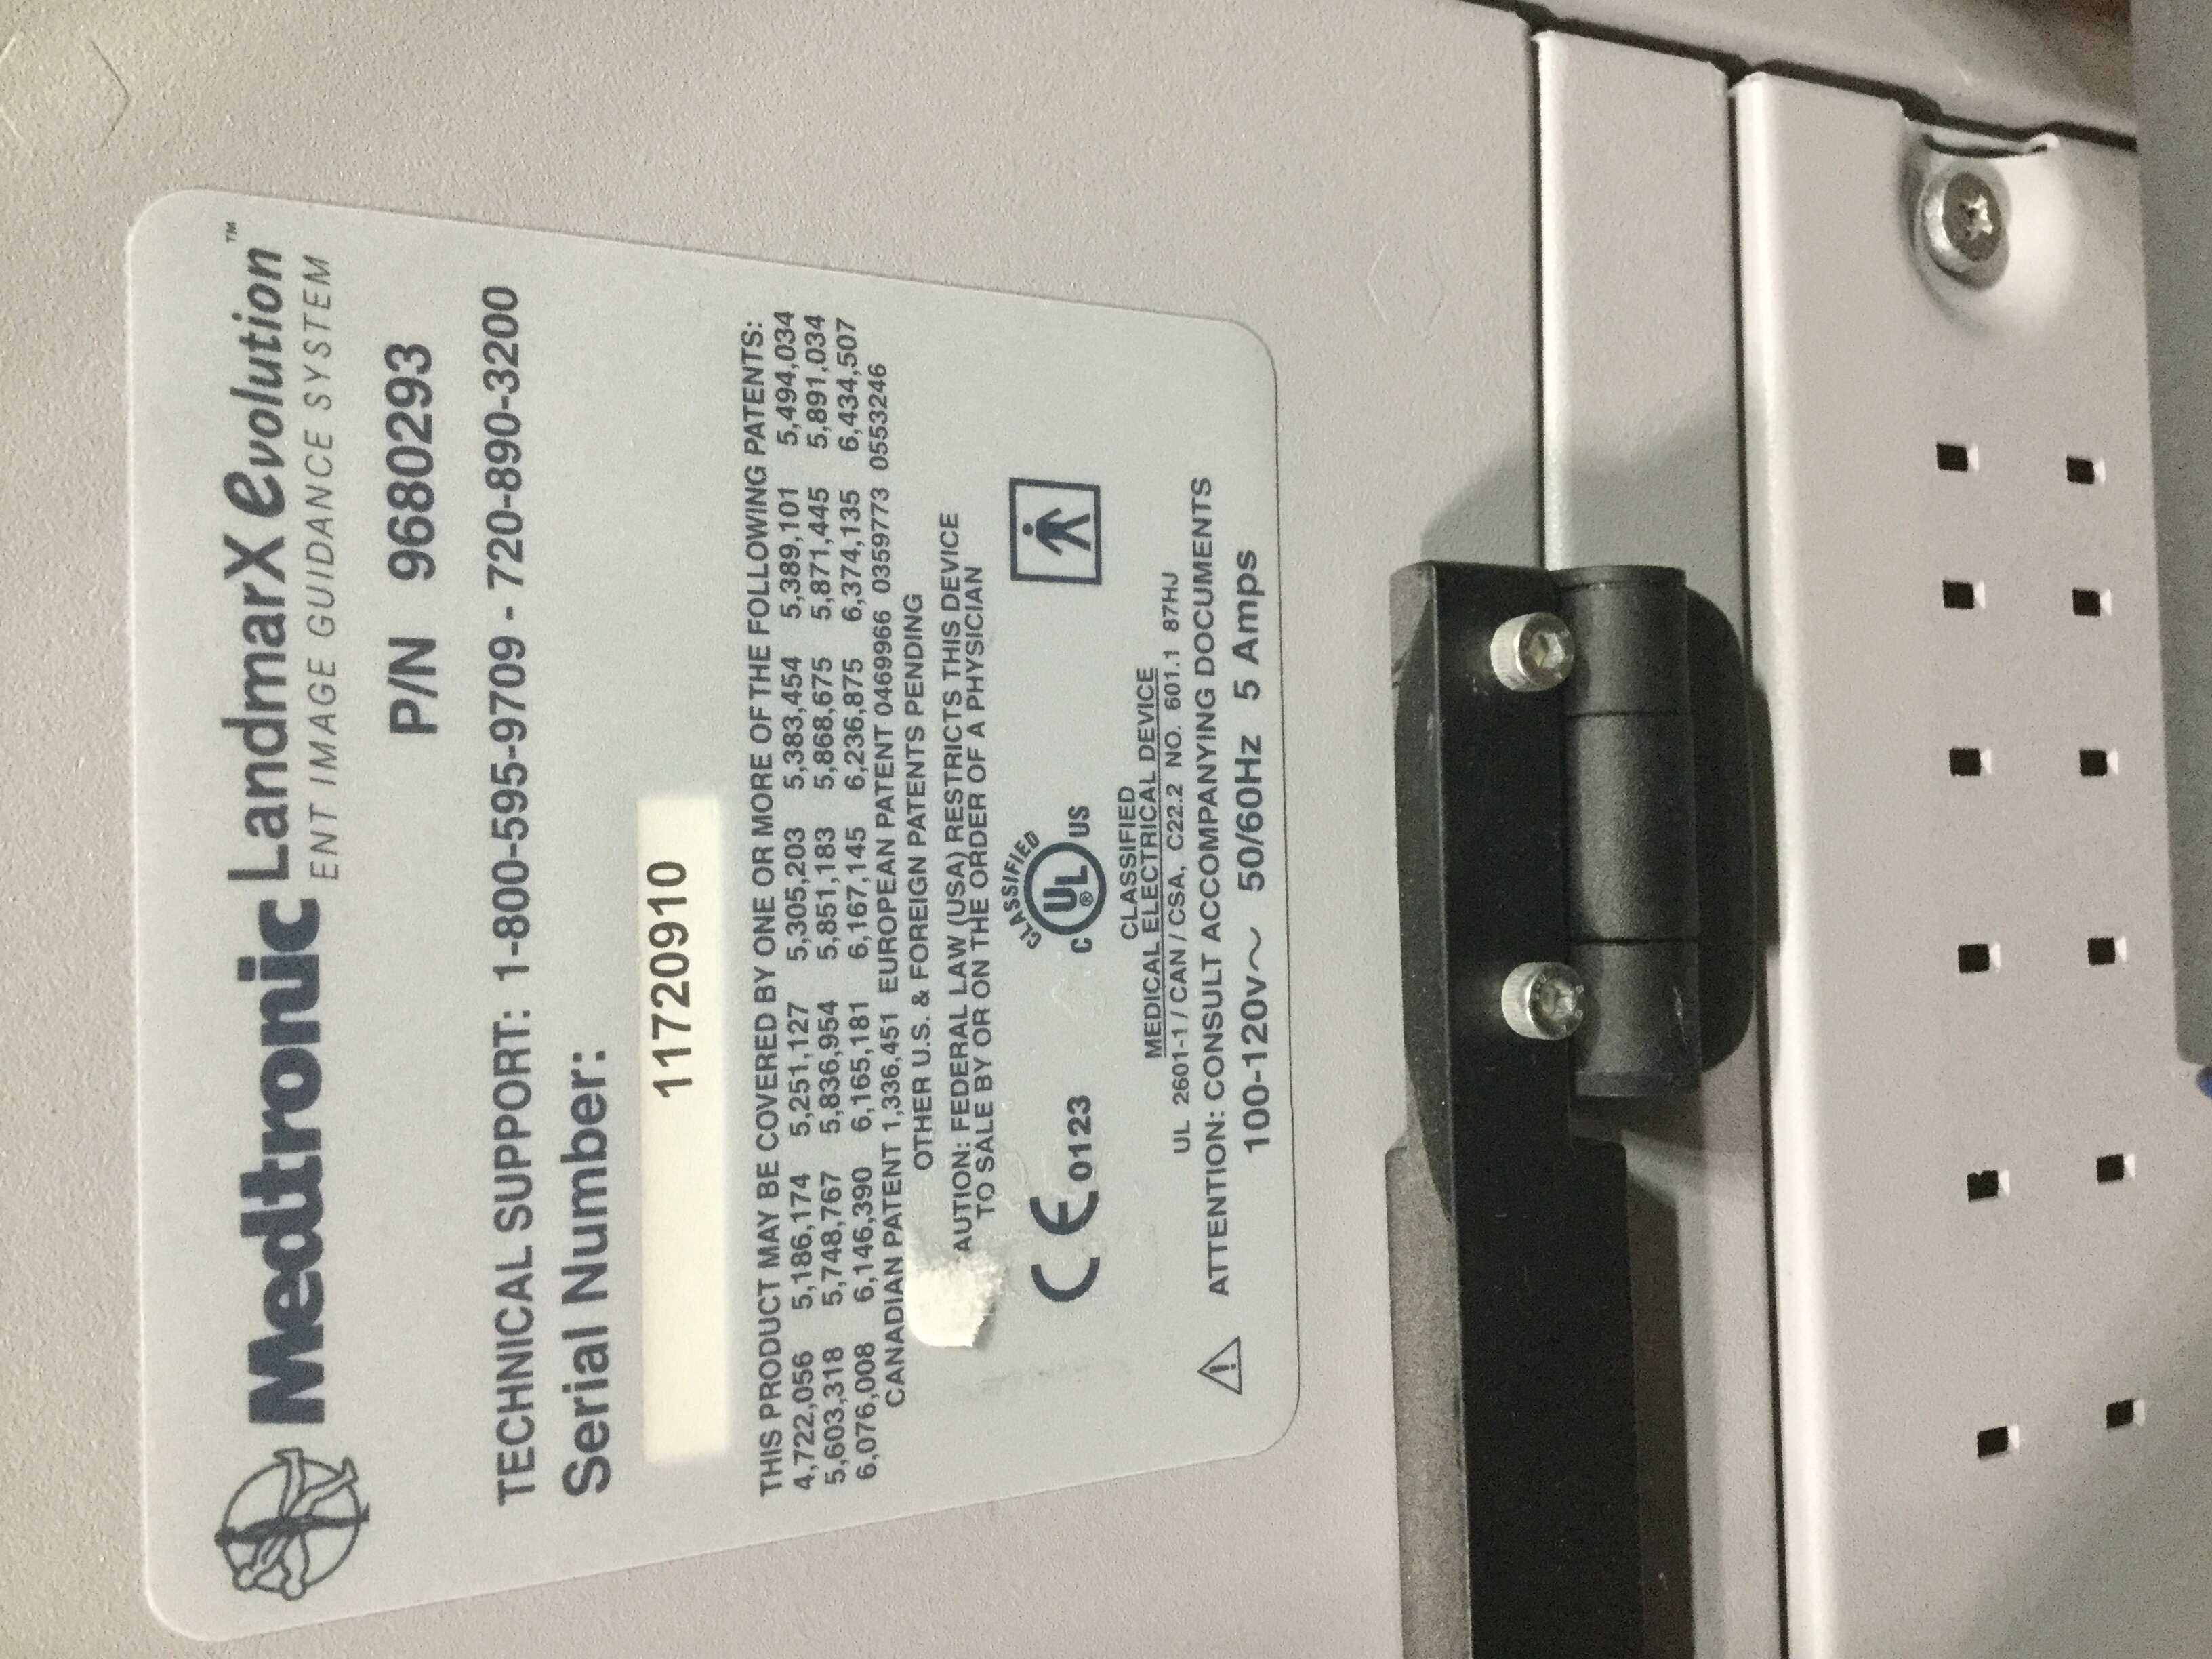 Medtronic LandmarX evolution™
ENT IMAGE GUIDANCE SYSTEM
P/N 9680293
TECHNICAL SUPPORT: 1-800-595-9709 - 720-890-3200
Serial Number:
11720910
THIS PRODUCT MAY BE COVERED BY ONE OR MORE OF THE FOLLOWING PATENTS:
4,722,056 5,186,174 5,251,127 5,305,203 5,383,454 5,389,101 5,494,034
5,603,318 5,748,767 5,836,954 5,851,183 5,868,675 5,871,445 5,891,034
6,076,008 6,146,390 6,165,181 6,167,145 6,236,875 6,374,135 6,434,507
CANADIAN PATENT 1,336,451 EUROPEAN PATENT 0469966 0359773 0553246
OTHER U.S. & FOREIGN PATENTS PENDING
AUTION: FEDERAL LAW (USA) RESTRICTS THIS DEVICE
TO SALE BY OR ON THE ORDER OF A PHYSICIAN
CE 0123
CLASSIFIED
C UL® US
CLASSIFIED
MEDICAL ELECTRICAL DEVICE
UL 2601-1 / CAN / CSA, C22.2 NO. 601.1 87HJ
ATTENTION: CONSULT ACCOMPANYING DOCUMENTS
100-120v~ 50/60Hz 5 Amps